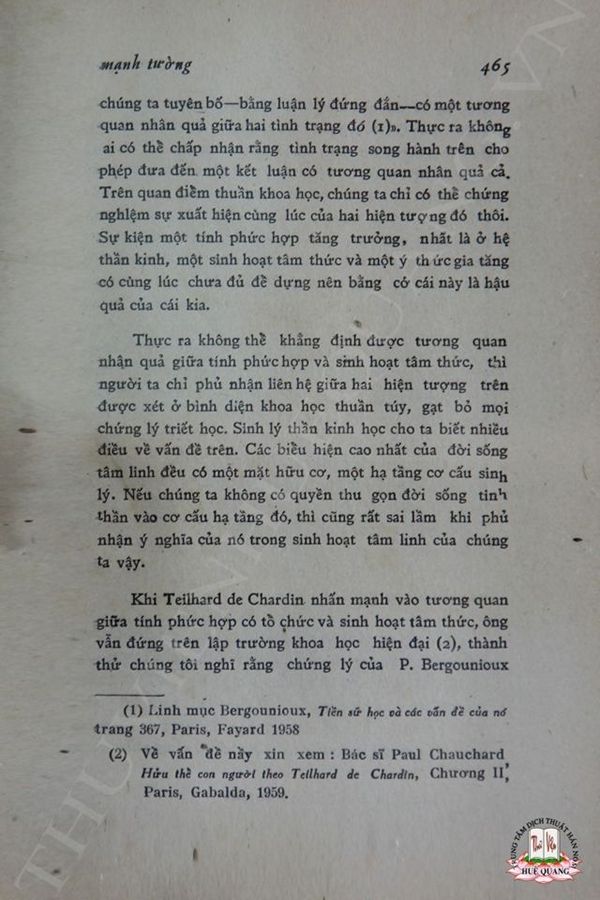 mạnh tường 465
chúng ta tuyên bố—bằng luận lý đứng đắn—có một tương
quan nhân quả giữa hai tình trạng đó (1)». Thực ra không
ai có thể chấp nhận rằng tình trạng song hành trên cho
phép đưa đến một kết luận có tương quan nhân quả cả.
Trên quan điểm thuần khoa học, chúng ta chỉ có thể chứng
nghiệm sự xuất hiện cùng lúc của hai hiện tượng đó thôi.
Sự kiện một tính phức hợp tăng trưởng, nhất là ở hệ
thần kinh, một sinh hoạt tâm thức và một ý thức gia tăng
có cùng lúc chưa đủ để dựng nên bằng cớ cái này là hậu
quả của cái kia.
Thực ra không thể khẳng định được tương quan
nhận quả giữa tính phức hợp và sinh hoạt tâm thức, thì
người ta chỉ phủ nhận liên hệ giữa hai hiện tượng trên
được xét ở bình diện khoa học thuần túy, gạt bỏ mọi
chứng lý triết học. Sinh lý thần kinh học cho ta biết nhiều
điều về vấn đề trên. Các biểu hiện cao nhất của đời sống
tâm linh đều có một mặt hữu cơ, một hạ tầng cơ cấu sinh
lý. Nếu chúng ta không có quyền thu gọn đời sống tinh
thần vào cơ cấu hạ tầng đó, thì cũng rất sai lầm khi phủ
nhận ý nghĩa của nó trong sinh hoạt tâm linh của chúng
ta vậy.
Khi Teilhard de Chardin nhấn mạnh vào tương quan
giữa tính phức hợp có tổ chức và sinh hoạt tâm thức, ông
vẫn đứng trên lập trường khoa học hiện đại (2), thành
thử chúng tôi nghĩ rằng chứng lý của P. Bergounioux
(1) Linh mục Bergounioux, Tiền sử học và các vấn đề của nó
trang 367, Paris, Fayard 1958
(2) Về vấn đề nầy xin xem : Bác sĩ Paul Chauchard
Hữu thể con người theo Teilhard de Chardin, Chương II,
Paris, Gabalda, 1959.
TRUNG TÂM DỊCH THUẬT HÁN NÔM
HUỆ QUANG